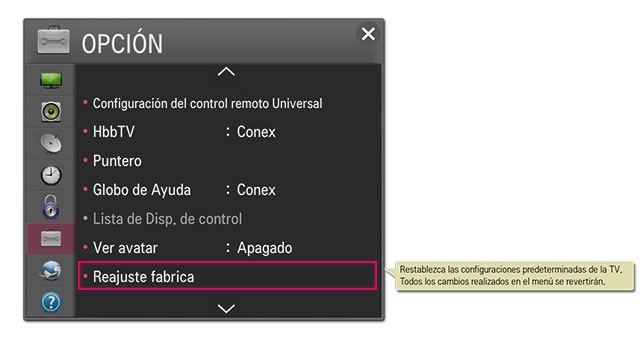 OPCIÓN
Configuración del control remoto Universal
HbbTV : Conex
Puntero
Globo de Ayuda : Conex
Lista de Disp. de control
Ver avatar : Apagado
Reajuste fabrica
Restablezca las configuraciones predeterminadas de la TV.
Todos los cambios realizados en el menú se revertirán.